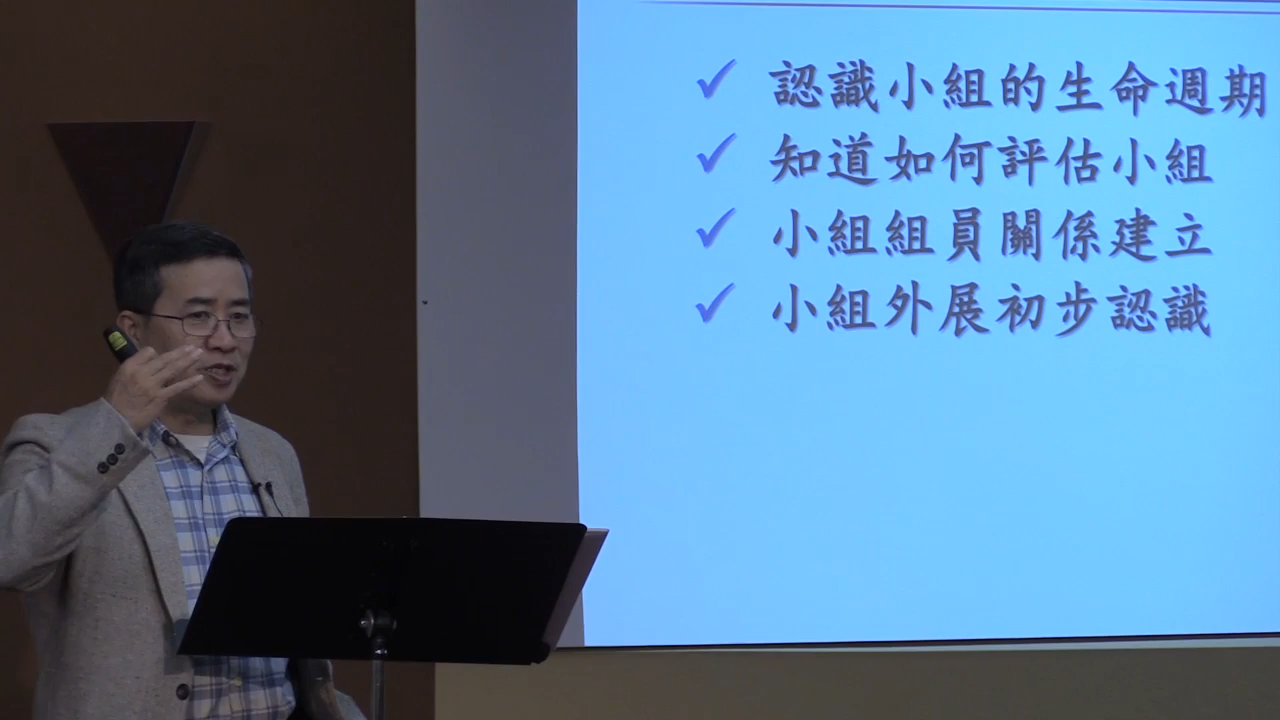 ✓ 認識小組的生命週期
✓ 知道如何評估小組
✓ 小組組員關係建立
✓ 小組外展初步認識